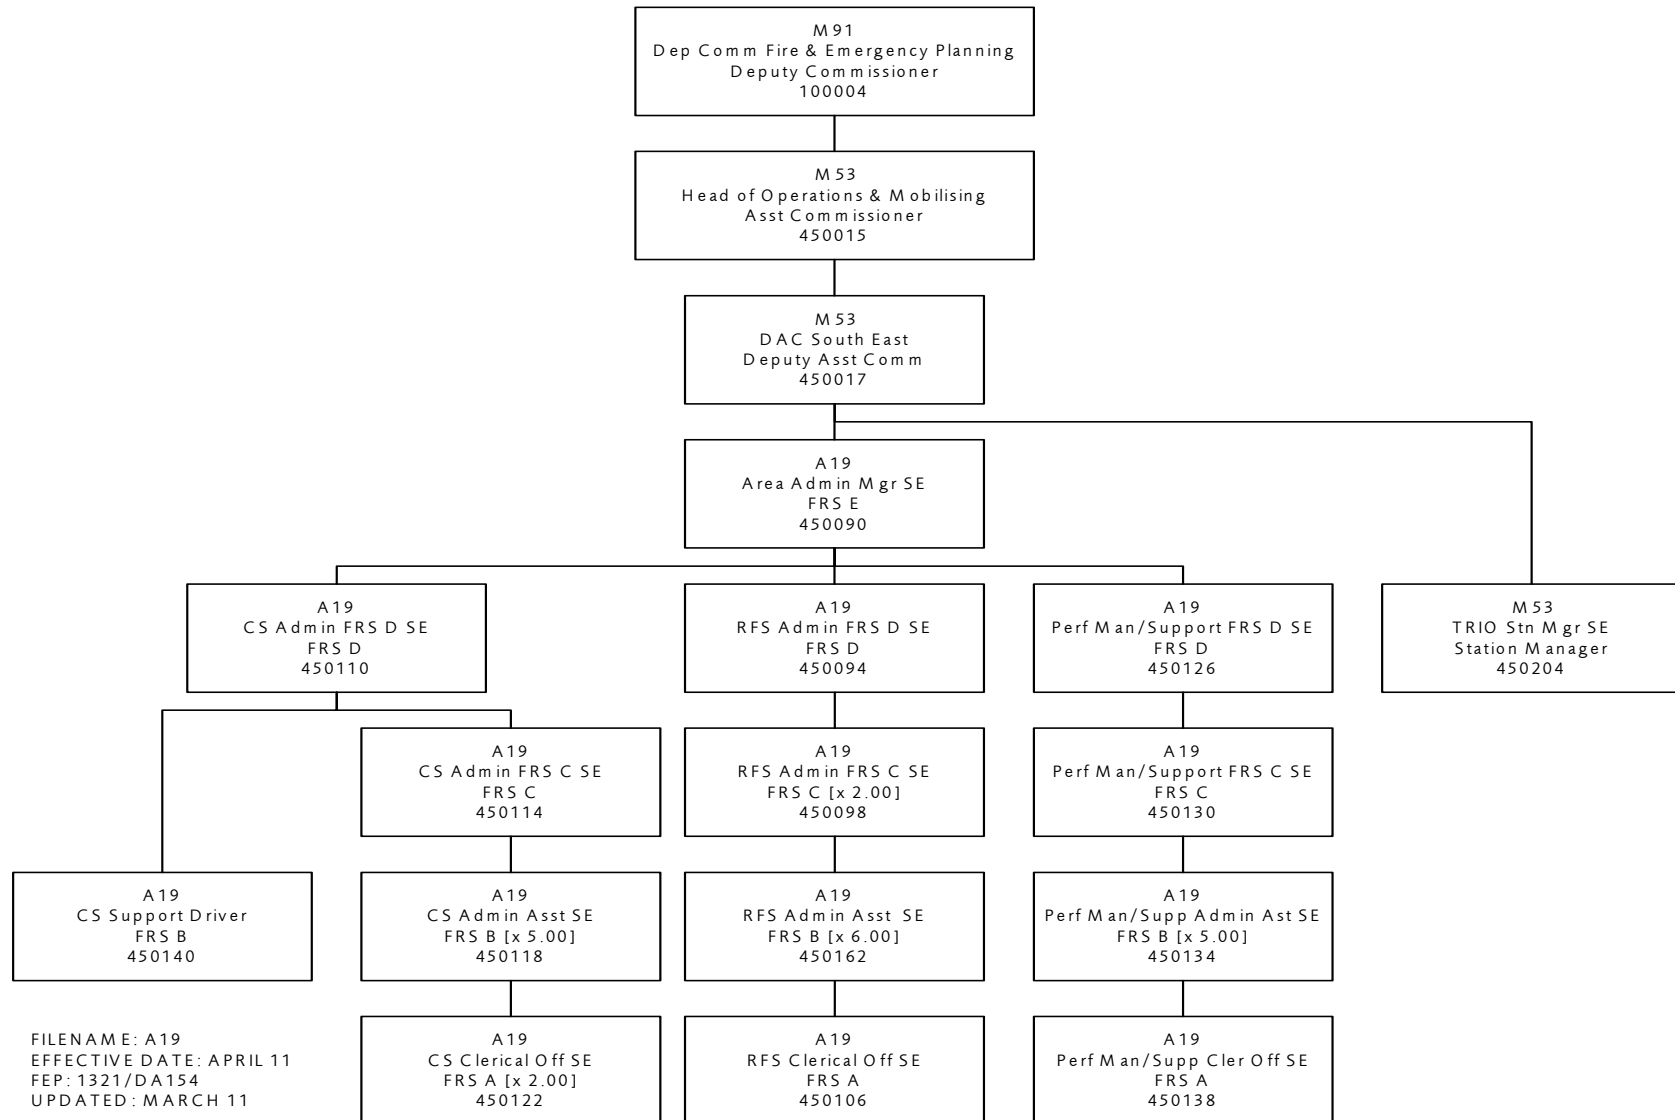 M91
Dep Comm Fire & Emergency Planning
Deputy Commissioner
100004
M53
Head of Operations & Mobilising
Asst Commissioner
450015
M53
DAC South East
Deputy Asst Comm
450017
A19
Area Admin Mgr SE
FRS E
450090
A19
CS Admin FRS D SE
FRS D
450110
A19
RFS Admin FRS D SE
FRS D
450094
A19
Perf Man/Support FRS D SE
FRS D
450126
M53
TRIO Stn Mgr SE
Station Manager
450204
A19
CS Admin FRS C SE
FRS C
450114
A19
RFS Admin FRS C SE
FRS C [x 2.00]
450098
A19
Perf Man/Support FRS C SE
FRS C
450130
A19
CS Support Driver
FRS B
450140
A19
CS Admin Asst SE
FRS B [x 5.00]
450118
A19
RFS Admin Asst SE
FRS B [x 6.00]
450162
A19
Perf Man/Supp Admin Ast SE
FRS B [x 5.00]
450134
A19
CS Clerical Off SE
FRS A [x 2.00]
450122
A19
RFS Clerical Off SE
FRS A
450106
A19
Perf Man/Supp Cler Off SE
FRS A
450138
FILENAME: A19
EFFECTIVE DATE: APRIL 11
FEP: 1321/DA154
UPDATED: MARCH 11